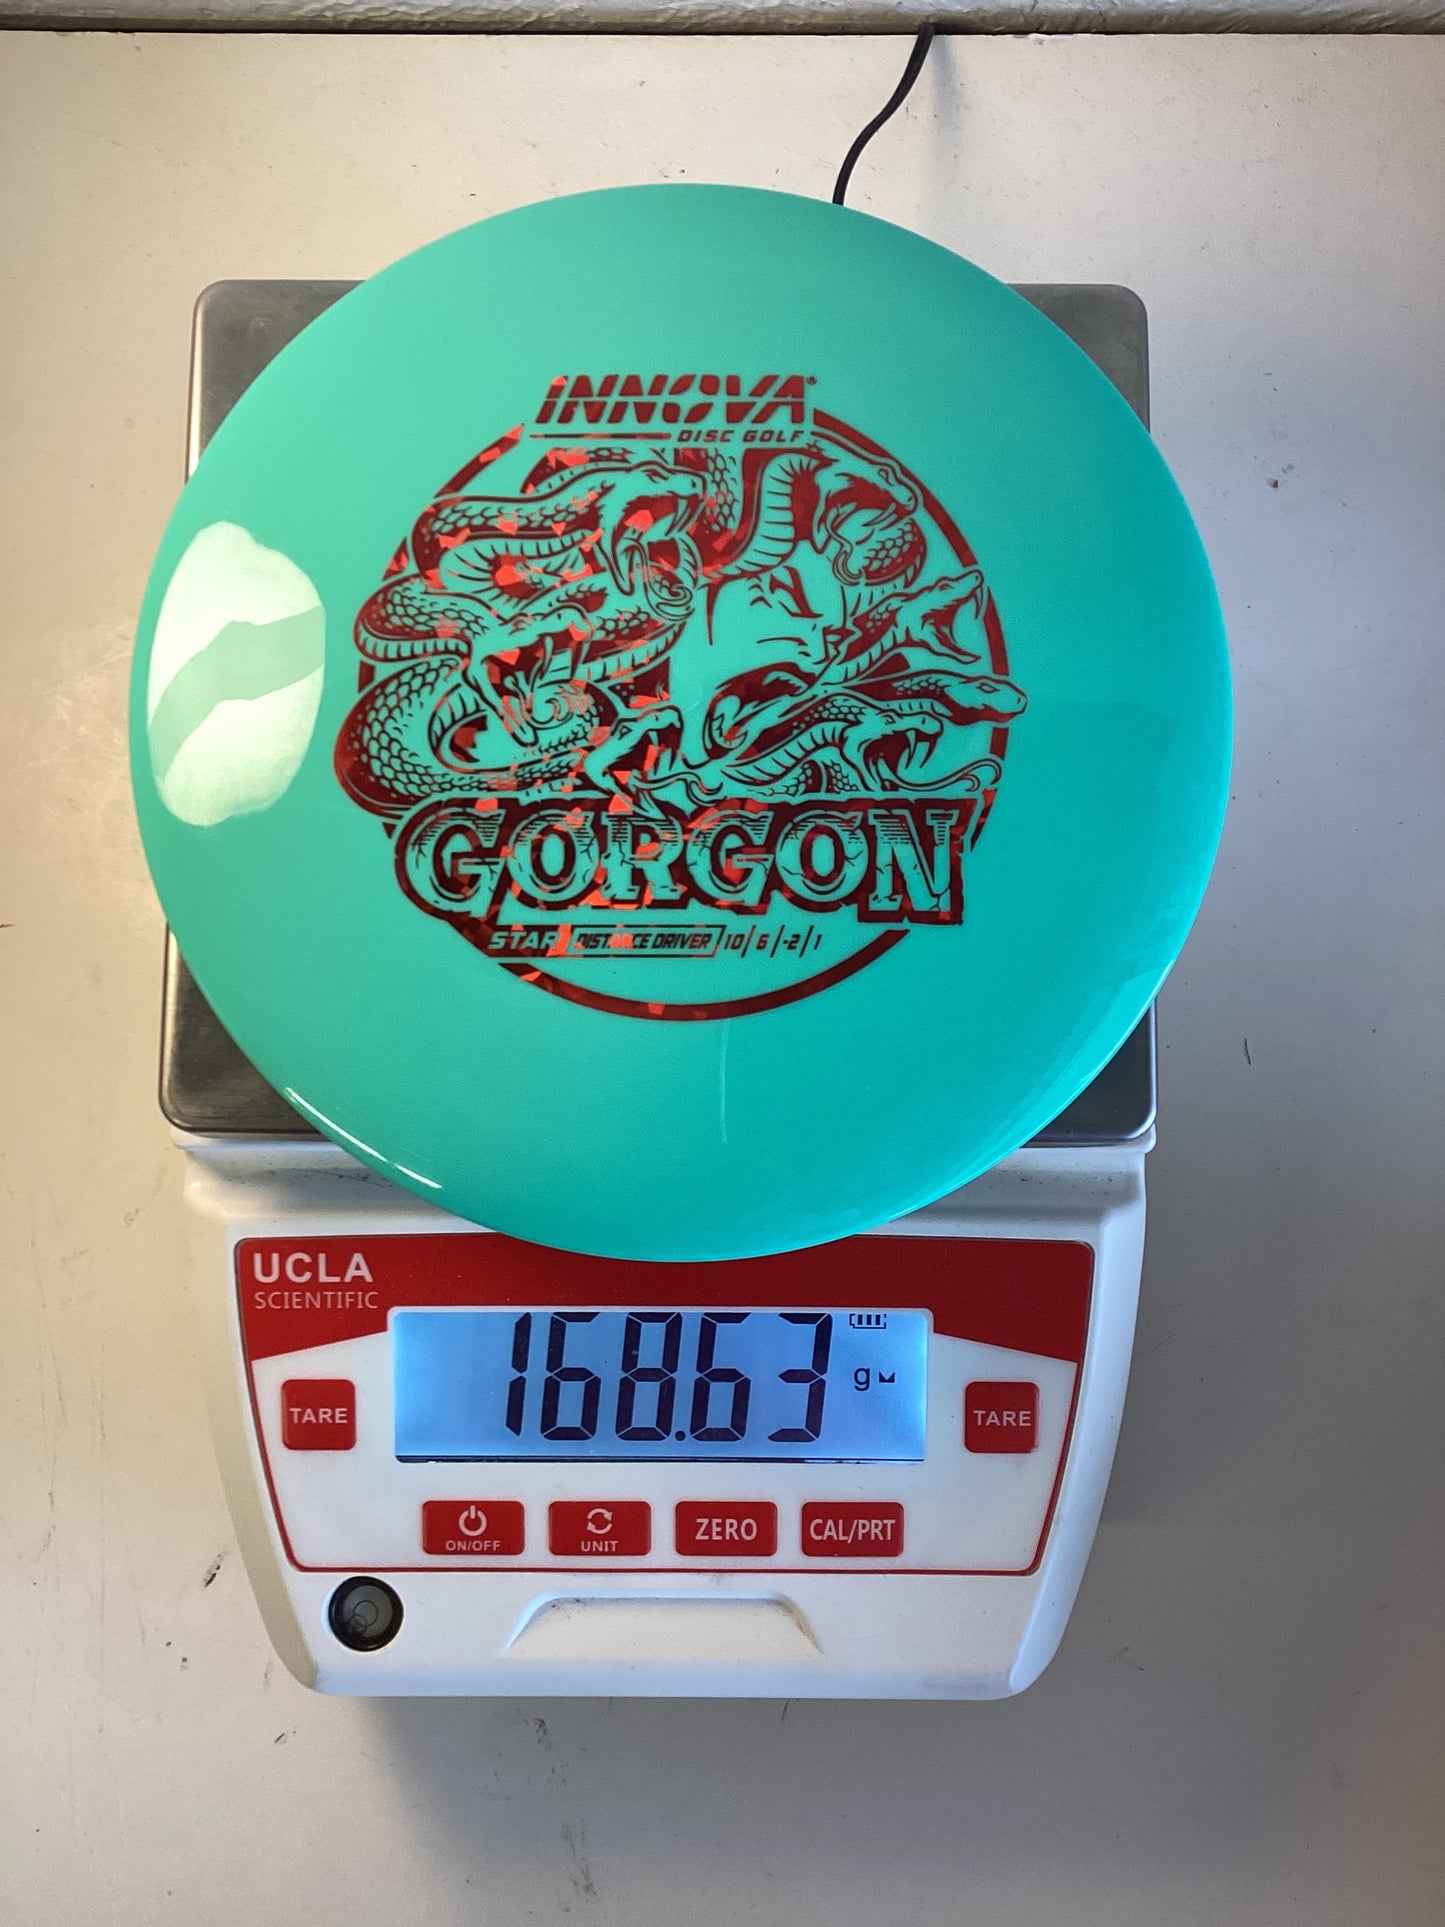 INNOVA®
DISC GOLF
GORGON
STAR DISTANCE DRIVER 10 | 6 | -2 | 1
UCLA
SCIENTIFIC
168.63 g
TARE
TARE
ON/OFF
UNIT
ZERO
CAL/PRT